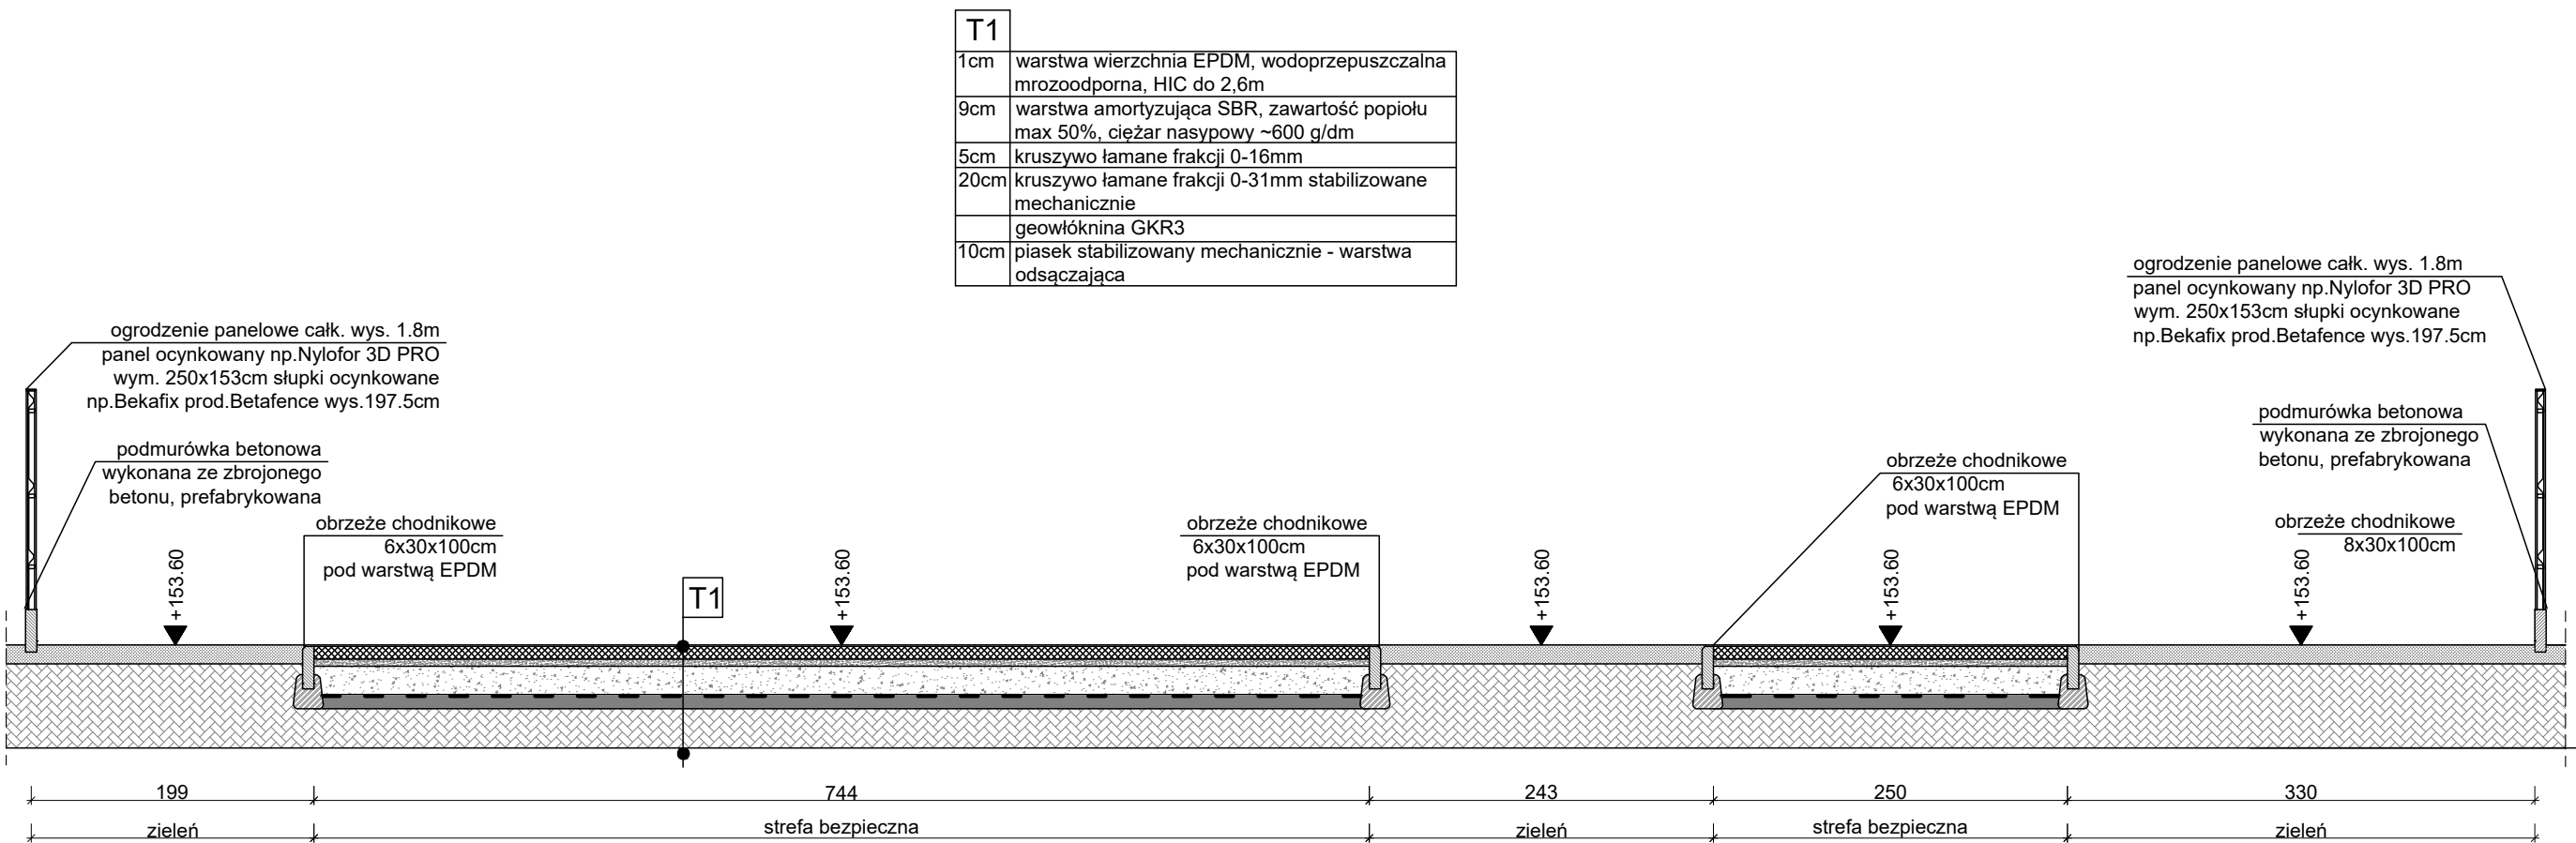 T1
1cm warstwa wierzchnia EPDM, wodoprzepuszczalna
mrozoodporna, HIC do 2,6m
9cm warstwa amortyzująca SBR, zawartość popiołu
max 50%, ciężar nasypowy ~600 g/dm
5cm kruszywo łamane frakcji 0-16mm
20cm kruszywo łamane frakcji 0-31mm stabilizowane
mechanicznie
geowłóknina GKR3
10cm piasek stabilizowany mechanicznie - warstwa
odsączająca
ogrodzenie panelowe całk. wys. 1.8m
panel ocynkowany np.Nylofor 3D PRO
wym. 250x153cm słupki ocynkowane
np.Bekafix prod.Betafence wys.197.5cm
podmurówka betonowa
wykonana ze zbrojonego
betonu, prefabrykowana
obrzeże chodnikowe
6x30x100cm
pod warstwą EPDM
obrzeże chodnikowe
6x30x100cm
pod warstwą EPDM
obrzeże chodnikowe
6x30x100cm
pod warstwą EPDM
ogrodzenie panelowe całk. wys. 1.8m
panel ocynkowany np.Nylofor 3D PRO
wym. 250x153cm słupki ocynkowane
np.Bekafix prod.Betafence wys.197.5cm
podmurówka betonowa
wykonana ze zbrojonego
betonu, prefabrykowana
obrzeże chodnikowe
8x30x100cm
+153.60
+153.60
+153.60
+153.60
+153.60
T1
199
744
243
250
330
zieleń
strefa bezpieczna
zieleń
strefa bezpieczna
zieleń